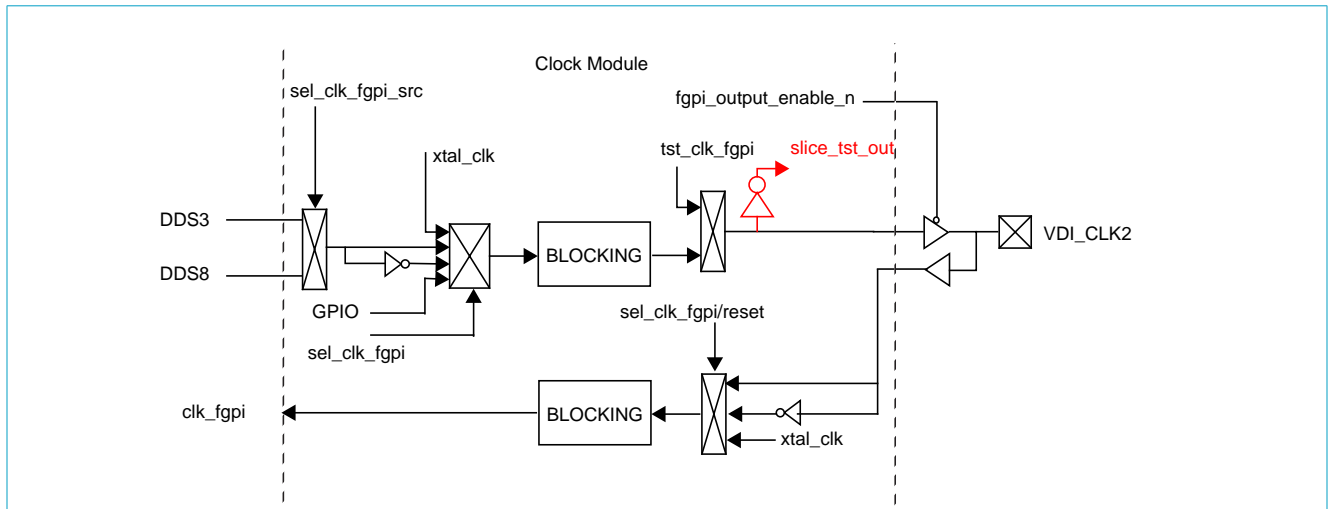 Clock Module
sel_clk_fgpi_src
fgpi_output_enable_n
xtal_clk
tst_clk_fgpi
slice_tst_out
DDS3
VDI_CLK2
BLOCKING
DDS8
GPIO
sel_clk_fgpi/reset
sel_clk_fgpi
clk_fgpi
BLOCKING
xtal_clk